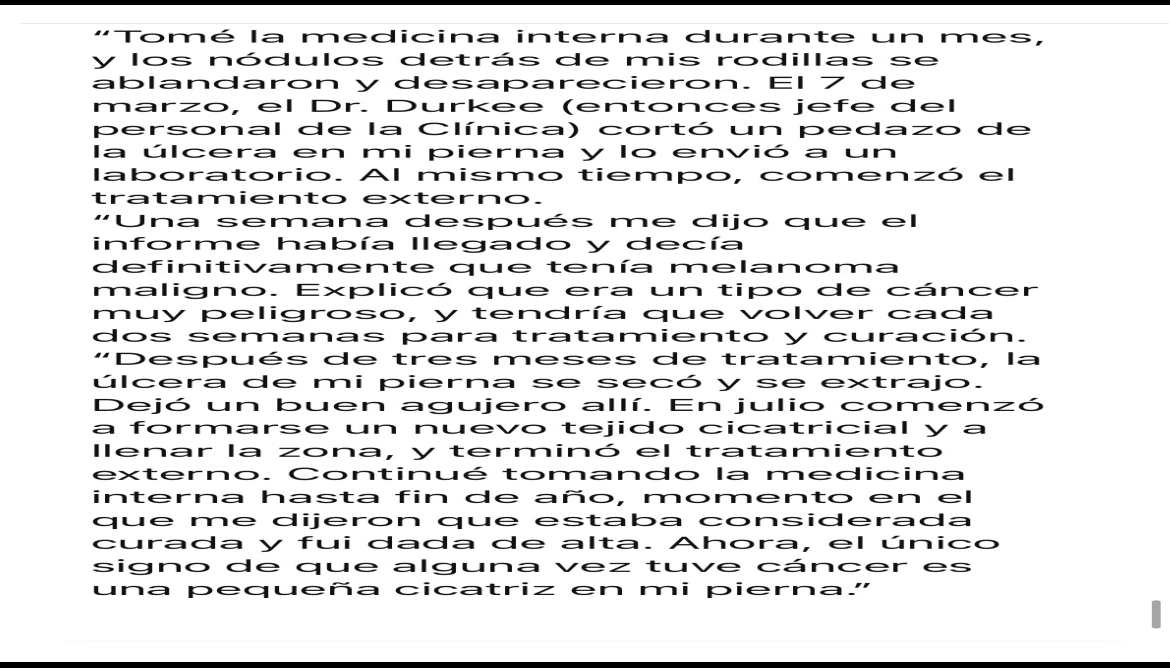 “Tomé la medicina interna durante un mes,
y los nódulos detrás de mis rodillas se
ablandaron y desaparecieron. El 7 de
marzo, el Dr. Durkee (entonces jefe del
personal de la Clínica) cortó un pedazo de
la úlcera en mi pierna y lo envió a un
laboratorio. Al mismo tiempo, comenzó el
tratamiento externo.
“Una semana después me dijo que el
informe había llegado y decía
definitivamente que tenía melanoma
maligno. Explicó que era un tipo de cáncer
muy peligroso, y tendría que volver cada
dos semanas para tratamiento y curación.
“Después de tres meses de tratamiento, la
úlcera de mi pierna se secó y se extrajo.
Dejó un buen agujero allí. En julio comenzó
a formarse un nuevo tejido cicatricial y a
llenar la zona, y terminó el tratamiento
externo. Continué tomando la medicina
interna hasta fin de año, momento en el
que me dijeron que estaba considerada
curada y fui dada de alta. Ahora, el único
signo de que alguna vez tuve cáncer es
una pequeña cicatriz en mi pierna.”